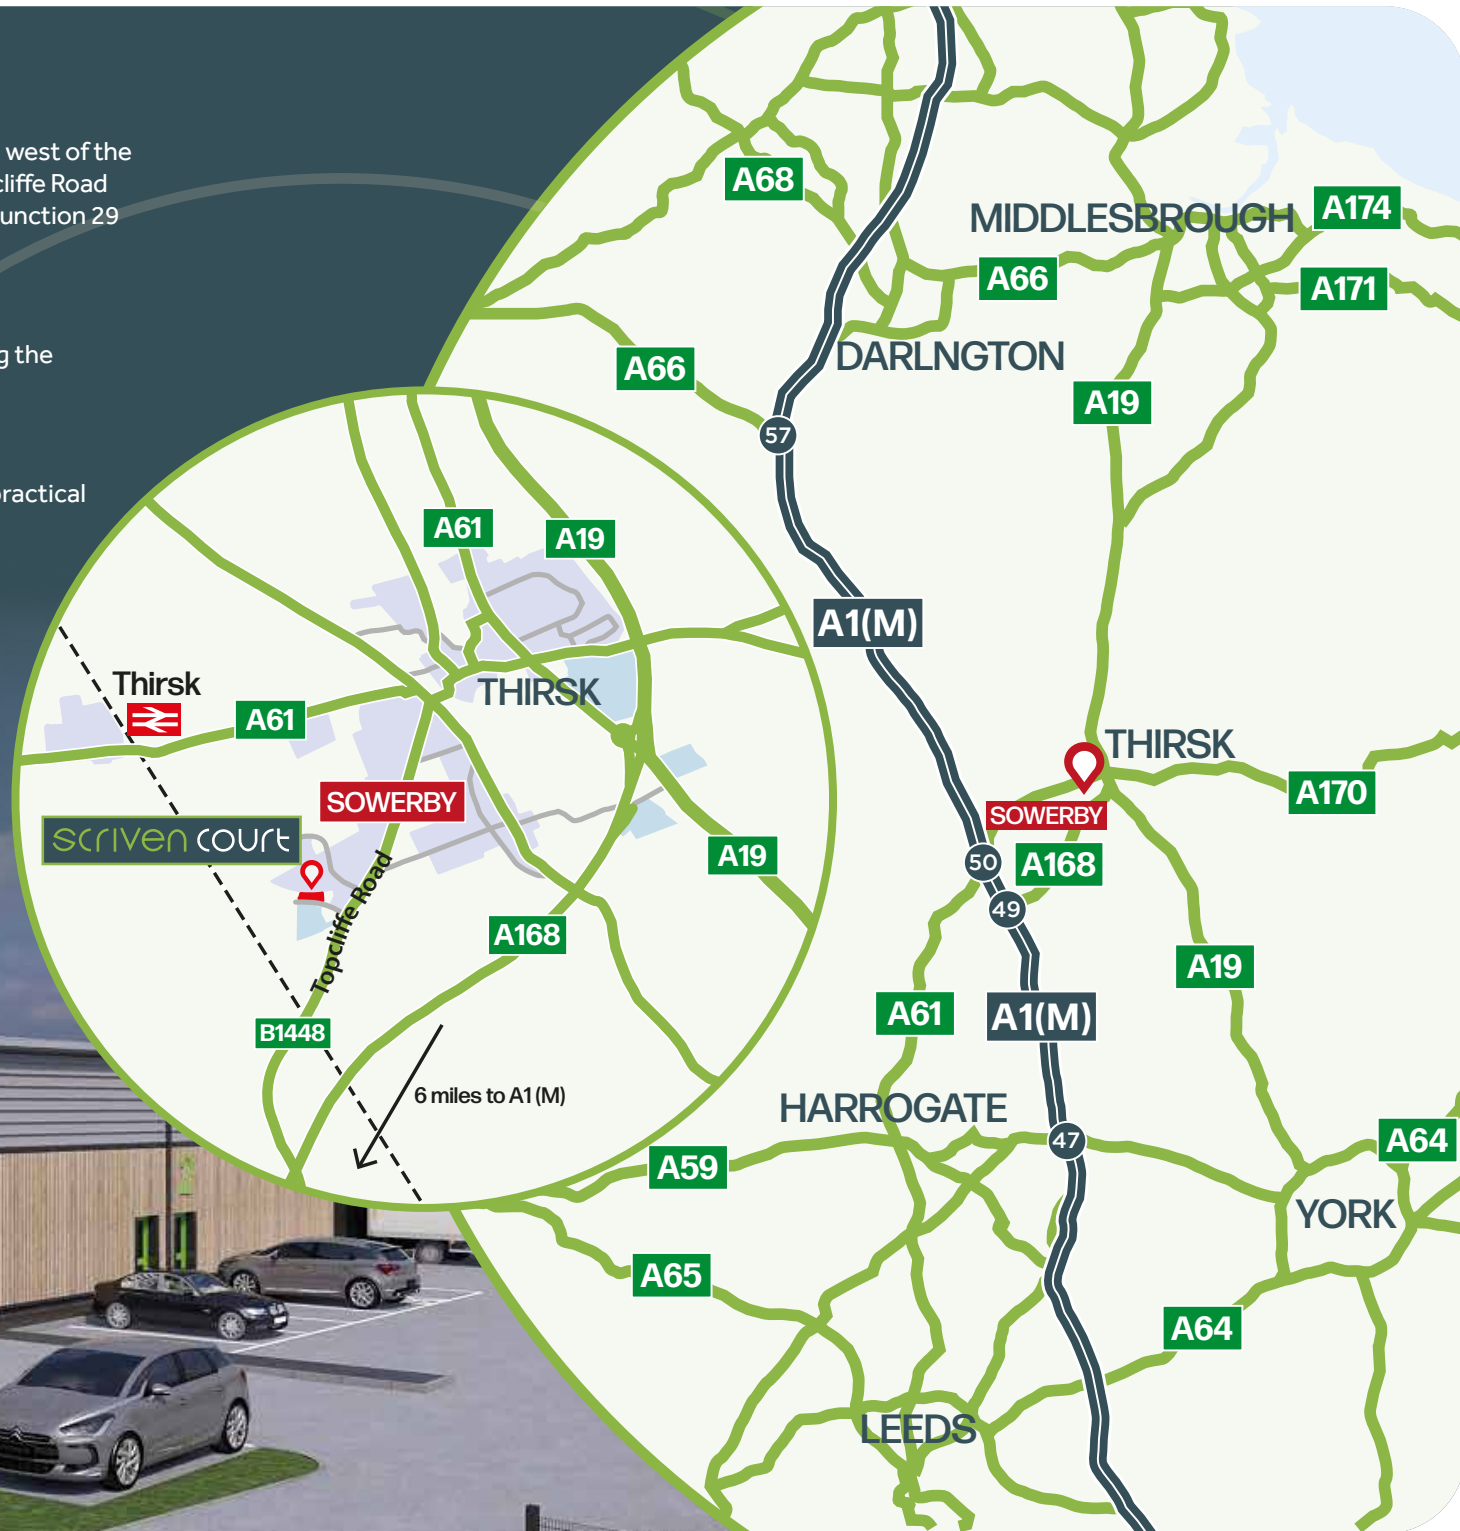 west of the
cliffe Road
unction 29
g the
practical
A68
MIDDLESBROUGH
A174
A66
A171
A66
DARLNGTON
A19
57
A61
A19
A1(M)
Thirsk
A61
THIRSK
THIRSK
SOWERBY
A170
SOWERBY
scriven court
50
A168
A19
Topcliffe Road
49
A168
A19
A61
A1(M)
B1448
6 miles to A1 (M)
HARROGATE
47
A64
A59
YORK
A65
A64
LEEDS